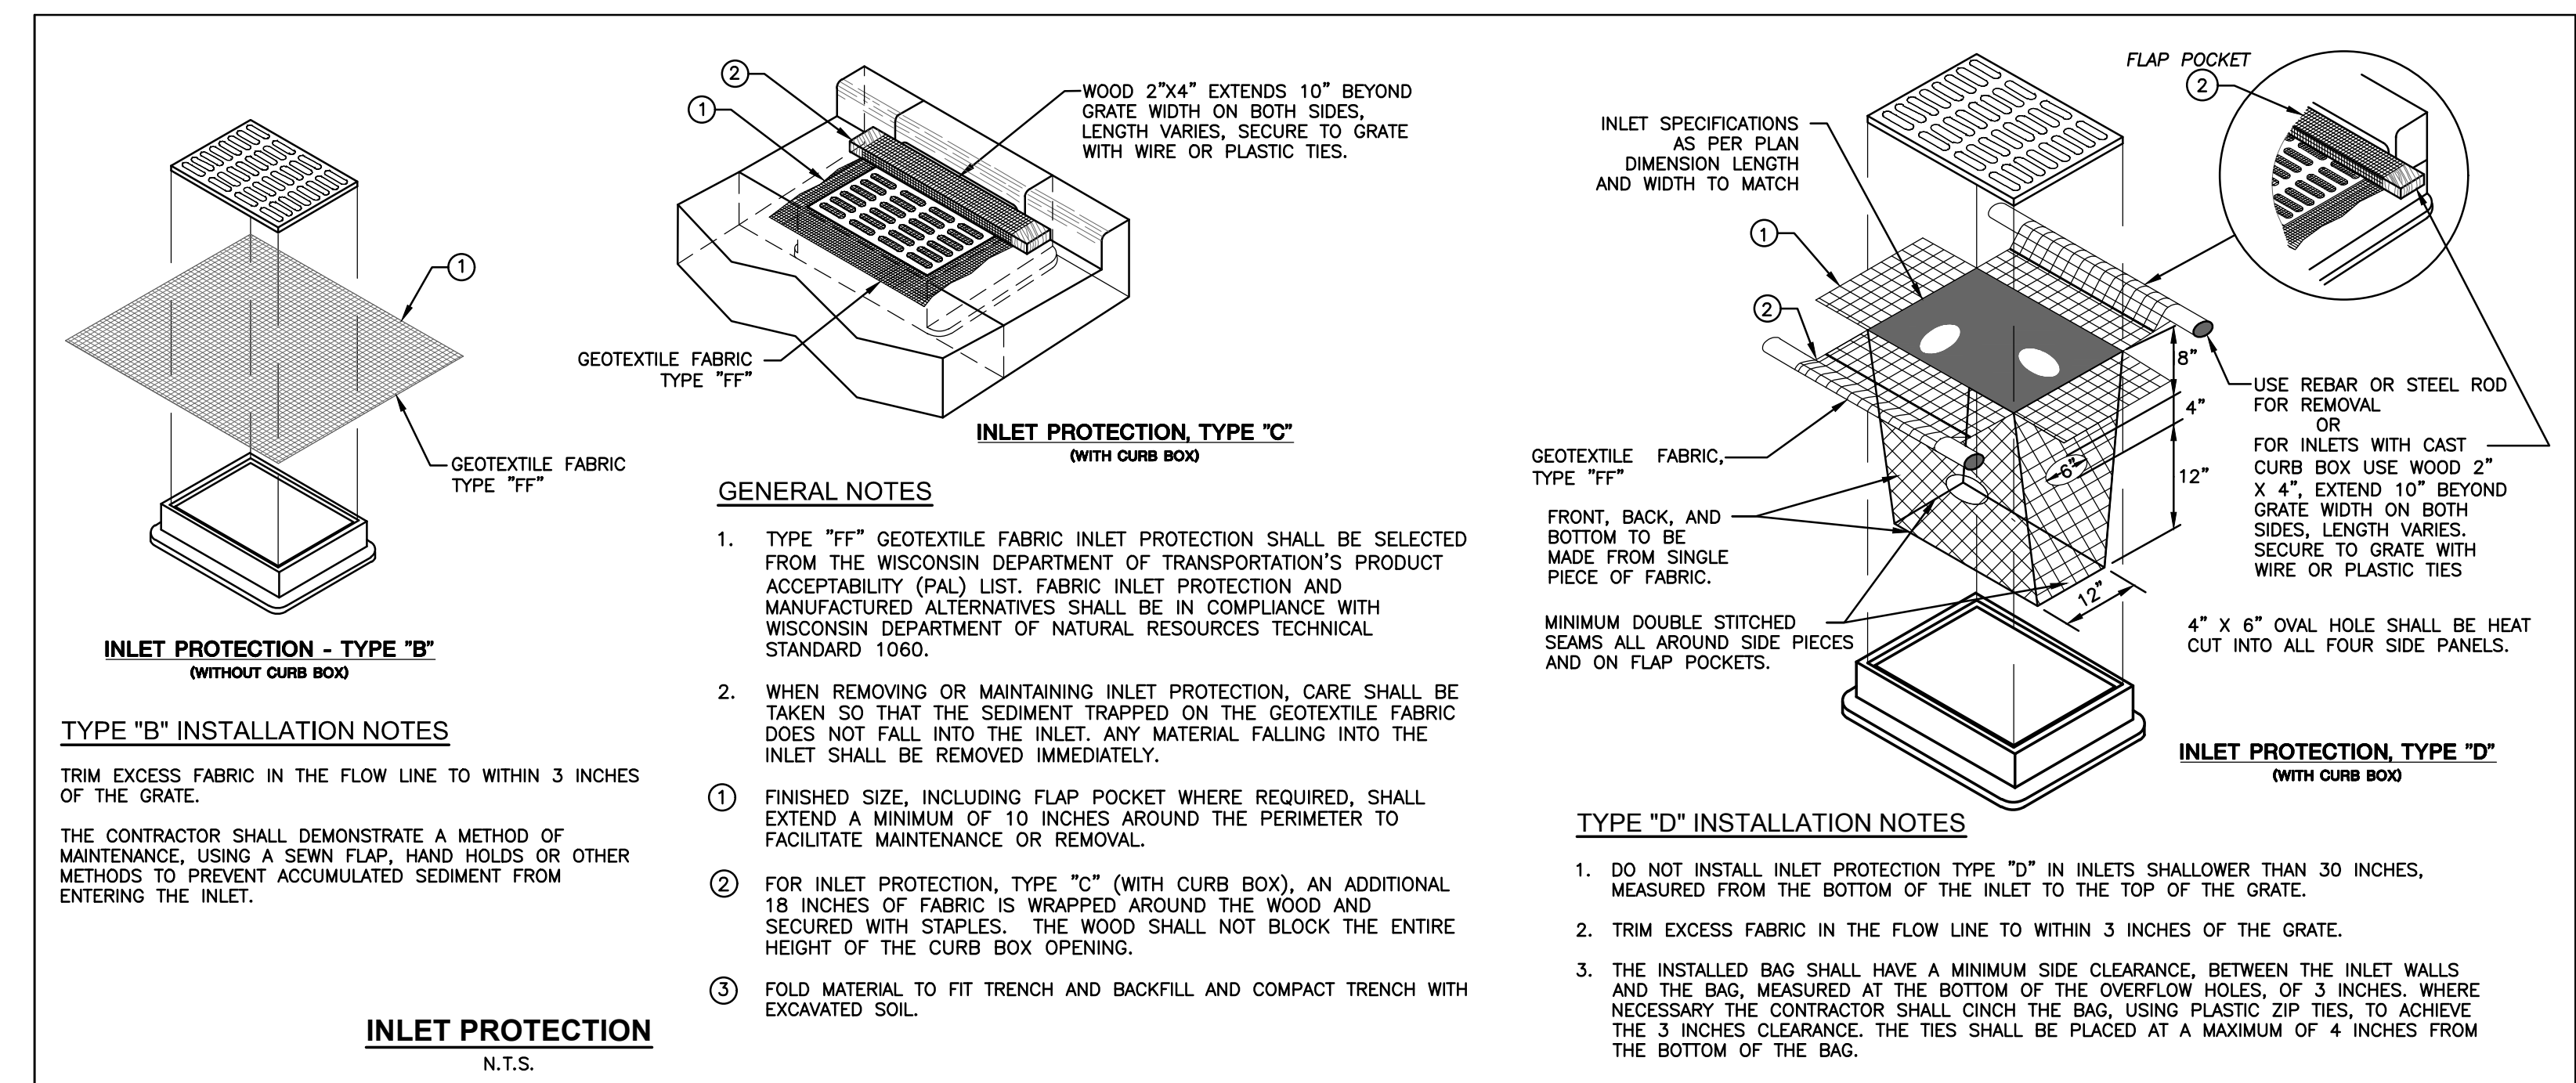 ①
GEOTEXTILE FABRIC
TYPE "FF"
INLET PROTECTION - TYPE "B"
(WITHOUT CURB BOX)
TYPE "B" INSTALLATION NOTES
TRIM EXCESS FABRIC IN THE FLOW LINE TO WITHIN 3 INCHES
OF THE GRATE.
THE CONTRACTOR SHALL DEMONSTRATE A METHOD OF
MAINTENANCE, USING A SEWN FLAP, HAND HOLDS OR OTHER
METHODS TO PREVENT ACCUMULATED SEDIMENT FROM
ENTERING THE INLET.
INLET PROTECTION
N.T.S.
②
①
WOOD 2"X4" EXTENDS 10" BEYOND
GRATE WIDTH ON BOTH SIDES,
LENGTH VARIES, SECURE TO GRATE
WITH WIRE OR PLASTIC TIES.
GEOTEXTILE FABRIC
TYPE "FF"
INLET PROTECTION, TYPE "C"
(WITH CURB BOX)
GENERAL NOTES
1. TYPE "FF" GEOTEXTILE FABRIC INLET PROTECTION SHALL BE SELECTED
FROM THE WISCONSIN DEPARTMENT OF TRANSPORTATION'S PRODUCT
ACCEPTABILITY (PAL) LIST. FABRIC INLET PROTECTION AND
MANUFACTURED ALTERNATIVES SHALL BE IN COMPLIANCE WITH
WISCONSIN DEPARTMENT OF NATURAL RESOURCES TECHNICAL
STANDARD 1060.
2. WHEN REMOVING OR MAINTAINING INLET PROTECTION, CARE SHALL BE
TAKEN SO THAT THE SEDIMENT TRAPPED ON THE GEOTEXTILE FABRIC
DOES NOT FALL INTO THE INLET. ANY MATERIAL FALLING INTO THE
INLET SHALL BE REMOVED IMMEDIATELY.
① FINISHED SIZE, INCLUDING FLAP POCKET WHERE REQUIRED, SHALL
EXTEND A MINIMUM OF 10 INCHES AROUND THE PERIMETER TO
FACILITATE MAINTENANCE OR REMOVAL.
② FOR INLET PROTECTION, TYPE "C" (WITH CURB BOX), AN ADDITIONAL
18 INCHES OF FABRIC IS WRAPPED AROUND THE WOOD AND
SECURED WITH STAPLES. THE WOOD SHALL NOT BLOCK THE ENTIRE
HEIGHT OF THE CURB BOX OPENING.
③ FOLD MATERIAL TO FIT TRENCH AND BACKFILL AND COMPACT TRENCH WITH
EXCAVATED SOIL.
FLAP POCKET
②
INLET SPECIFICATIONS
AS PER PLAN
DIMENSION LENGTH
AND WIDTH TO MATCH
①
②
8"
4"
12"
6"
12"
USE REBAR OR STEEL ROD
FOR REMOVAL
OR
FOR INLETS WITH CAST
CURB BOX USE WOOD 2"
X 4", EXTEND 10" BEYOND
GRATE WIDTH ON BOTH
SIDES, LENGTH VARIES.
SECURE TO GRATE WITH
WIRE OR PLASTIC TIES
GEOTEXTILE FABRIC,
TYPE "FF"
FRONT, BACK, AND
BOTTOM TO BE
MADE FROM SINGLE
PIECE OF FABRIC.
MINIMUM DOUBLE STITCHED
SEAMS ALL AROUND SIDE PIECES
AND ON FLAP POCKETS.
4" X 6" OVAL HOLE SHALL BE HEAT
CUT INTO ALL FOUR SIDE PANELS.
INLET PROTECTION, TYPE "D"
(WITH CURB BOX)
TYPE "D" INSTALLATION NOTES
1. DO NOT INSTALL INLET PROTECTION TYPE "D" IN INLETS SHALLOWER THAN 30 INCHES,
MEASURED FROM THE BOTTOM OF THE INLET TO THE TOP OF THE GRATE.
2. TRIM EXCESS FABRIC IN THE FLOW LINE TO WITHIN 3 INCHES OF THE GRATE.
3. THE INSTALLED BAG SHALL HAVE A MINIMUM SIDE CLEARANCE, BETWEEN THE INLET WALLS
AND THE BAG, MEASURED AT THE BOTTOM OF THE OVERFLOW HOLES, OF 3 INCHES. WHERE
NECESSARY THE CONTRACTOR SHALL CINCH THE BAG, USING PLASTIC ZIP TIES, TO ACHIEVE
THE 3 INCHES CLEARANCE. THE TIES SHALL BE PLACED AT A MAXIMUM OF 4 INCHES FROM
THE BOTTOM OF THE BAG.